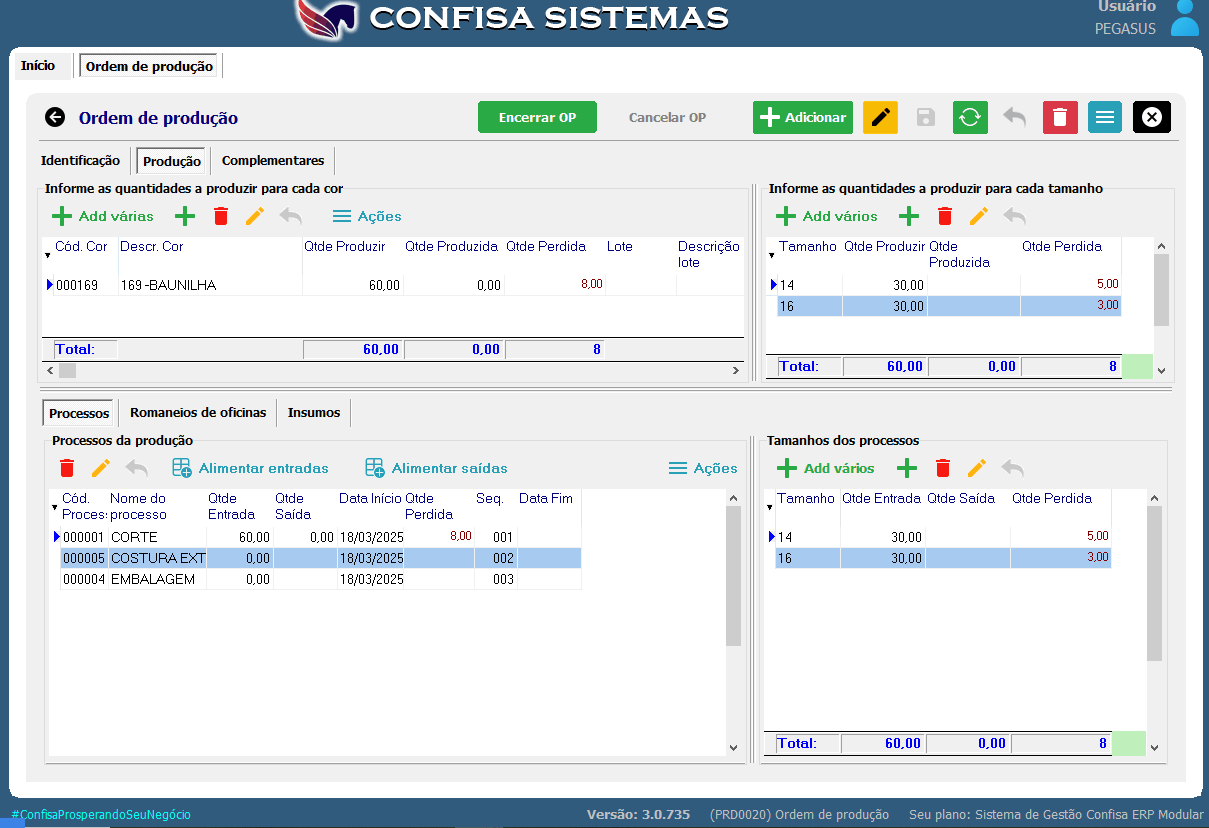 CONFISA SISTEMAS
Usuário
PEGASUS
Início Ordem de produção
Ordem de produção Encerrar OP Cancelar OP Adicionar
Identificação Produção Complementares
Informe as quantidades a produzir para cada cor
Add várias Ações
Cód. Cor Descr. Cor Qtde Produzir Qtde Produzida Qtde Perdida Lote Descrição
lote
000169 169 -BAUNILHA 60,00 0,00 8,00
Total: 60,00 0,00 8
Informe as quantidades a produzir para cada tamanho
Add vários
Tamanho Qtde Produzir Qtde Qtde Perdida
Produzida
14 30,00 5,00
16 30,00 3,00
Total: 60,00 0,00 8
Processos Romaneios de oficinas Insumos
Processos da produção
Alimentar entradas Alimentar saídas Ações
Cód. Nome do Qtde Qtde Data Início Qtde Seq. Data Fim
Proces: processo Entrada Saída Perdida
000001 CORTE 60,00 0,00 18/03/2025 8,00 001
000005 COSTURA EXT 0,00 18/03/2025 002
000004 EMBALAGEM 0,00 18/03/2025 003
Tamanhos dos processos
Add vários
Tamanho Qtde Entrada Qtde Saída Qtde Perdida
14 30,00 5,00
16 30,00 3,00
Total: 60,00 0,00 8
#ConfisaProsperandoSeuNegócio Versão: 3.0.735 (PRD0020) Ordem de produção Seu plano: Sistema de Gestão Confisa ERP Modular